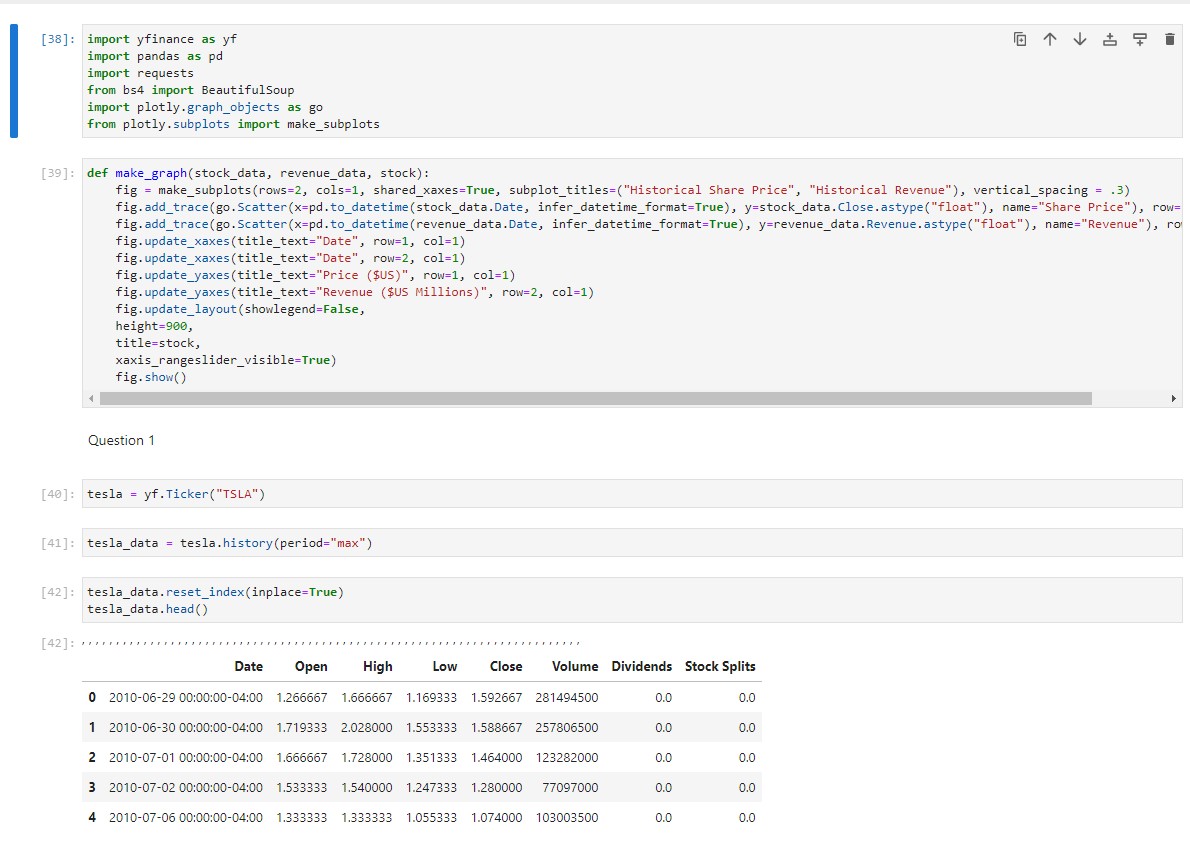 [38]: import yfinance as yf
import pandas as pd
import requests
from bs4 import BeautifulSoup
import plotly.graph_objects as go
from plotly.subplots import make_subplots
[39]: def make_graph(stock_data, revenue_data, stock):
    fig = make_subplots(rows=2, cols=1, shared_xaxes=True, subplot_titles=("Historical Share Price", "Historical Revenue"), vertical_spacing = .3)
    fig.add_trace(go.Scatter(x=pd.to_datetime(stock_data.Date, infer_datetime_format=True), y=stock_data.Close.astype("float"), name="Share Price"), row=
    fig.add_trace(go.Scatter(x=pd.to_datetime(revenue_data.Date, infer_datetime_format=True), y=revenue_data.Revenue.astype("float"), name="Revenue"), ro
    fig.update_xaxes(title_text="Date", row=1, col=1)
    fig.update_xaxes(title_text="Date", row=2, col=1)
    fig.update_yaxes(title_text="Price ($US)", row=1, col=1)
    fig.update_yaxes(title_text="Revenue ($US Millions)", row=2, col=1)
    fig.update_layout(showlegend=False,
    height=900,
    title=stock,
    xaxis_rangeslider_visible=True)
    fig.show()
Question 1
[40]: tesla = yf.Ticker("TSLA")
[41]: tesla_data = tesla.history(period="max")
[42]: tesla_data.reset_index(inplace=True)
tesla_data.head()
[42]: ,,,,,,,,,,,,,,,,,,,,,,,,,,,,,,,,,,,,,,,,,,,,,,,,,,,,,,,,,,,,,,,,,,,,,,,,,
Date Open High Low Close Volume Dividends Stock Splits
0 2010-06-29 00:00:00-04:00 1.266667 1.666667 1.169333 1.592667 281494500 0.0 0.0
1 2010-06-30 00:00:00-04:00 1.719333 2.028000 1.553333 1.588667 257806500 0.0 0.0
2 2010-07-01 00:00:00-04:00 1.666667 1.728000 1.351333 1.464000 123282000 0.0 0.0
3 2010-07-02 00:00:00-04:00 1.533333 1.540000 1.247333 1.280000 77097000 0.0 0.0
4 2010-07-06 00:00:00-04:00 1.333333 1.333333 1.055333 1.074000 103003500 0.0 0.0